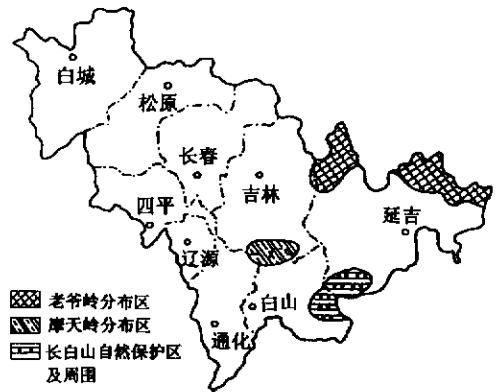 白城
松原
长春
吉林
四平
延吉
辽源
白山
通化
老爷岭分布区
摩天岭分布区
长白山自然保护区
及周围